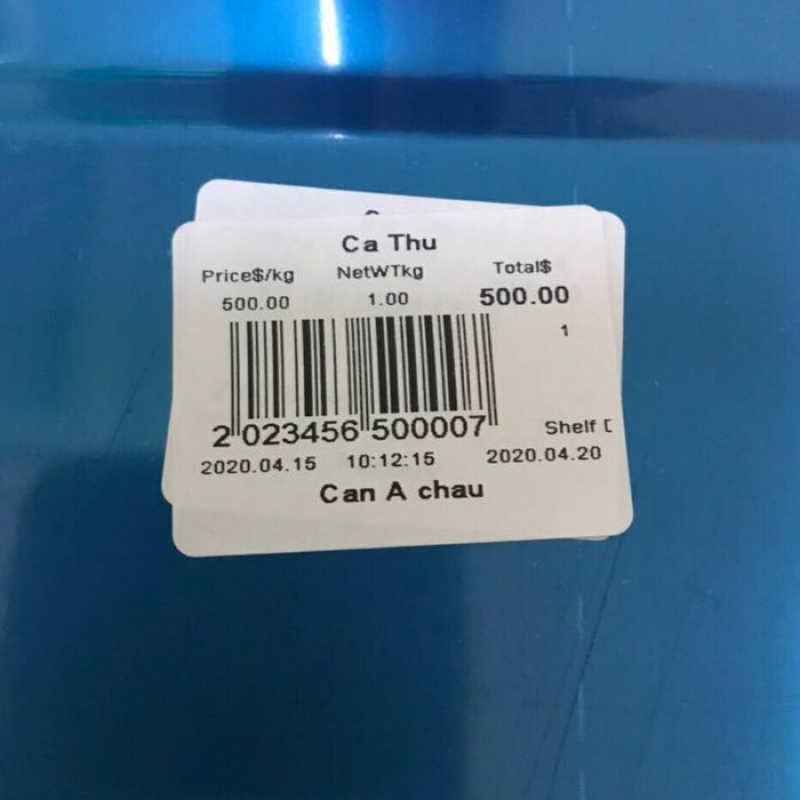 Ca Thu
Price$/kg NetWTkg Total$
500.00 1.00 500.00
1
2 023456 500007
Shelf
2020.04.15 10:12:15 2020.04.20
Can A chau